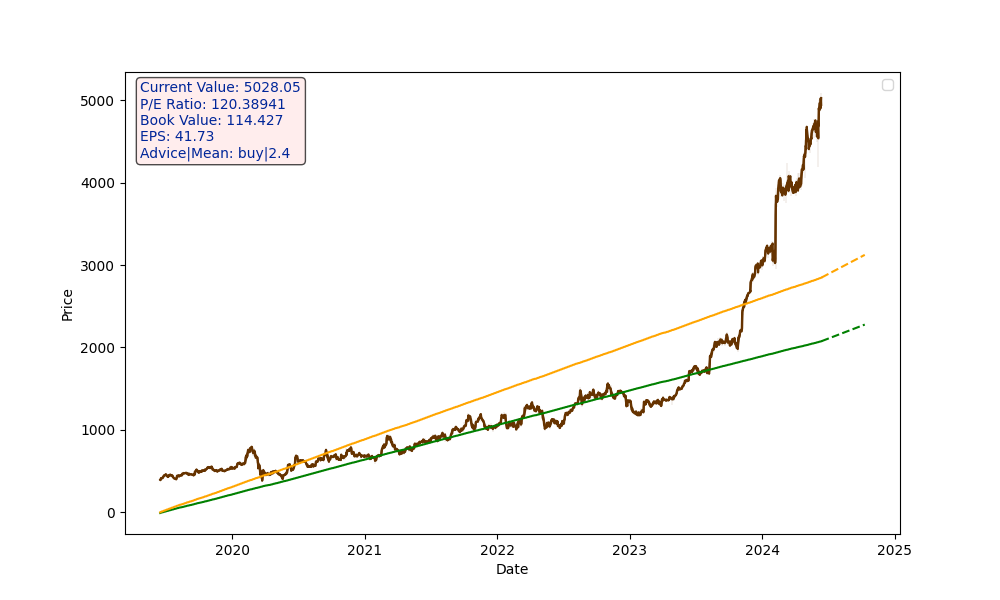 Current Value: 5028.05
P/E Ratio: 120.38941
Book Value: 114.427
EPS: 41.73
Advice|Mean: buy|2.4
5000
4000
3000
2000
1000
0
Price
2020 2021 2022 2023 2024 2025
Date